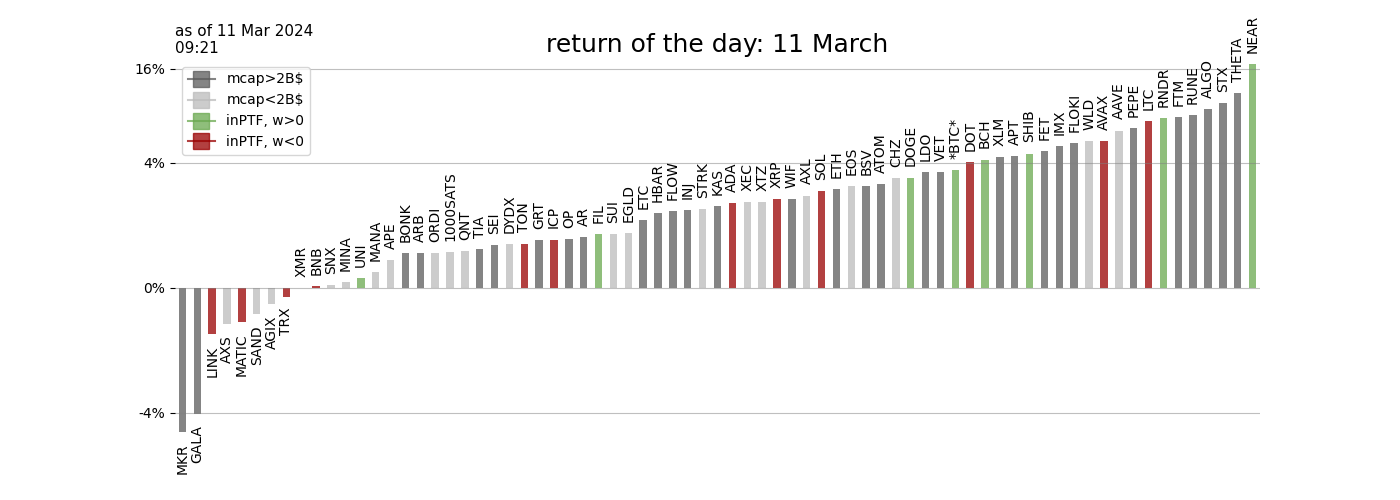 as of 11 Mar 2024
09:21
return of the day: 11 March
mcap>2B$
mcap<2B$
inPTF, w>0
inPTF, w<0
16%
4%
0%
-4%
MKR
GALA
LINK
AXS
MATIC
SAND
AGIX
TRX
XMR
BNB
SNX
MINA
UNI
MANA
APE
BONK
ARB
ORDI
1000SATS
QNT
TIA
SEI
DYDX
TON
GRT
ICP
OP
AR
FIL
SUI
EGLD
ETC
HBAR
FLOW
INJ
STRK
KAS
ADA
XEC
XTZ
XRP
WIF
AXL
SOL
ETH
EOS
BSV
ATOM
CHZ
DOGE
LDO
VET
*BTC*
DOT
BCH
XLM
APT
SHIB
FET
IMX
FLOKI
WLD
AVAX
AAVE
PEPE
LTC
RNDR
FTM
RUNE
ALGO
STX
THETA
NEAR